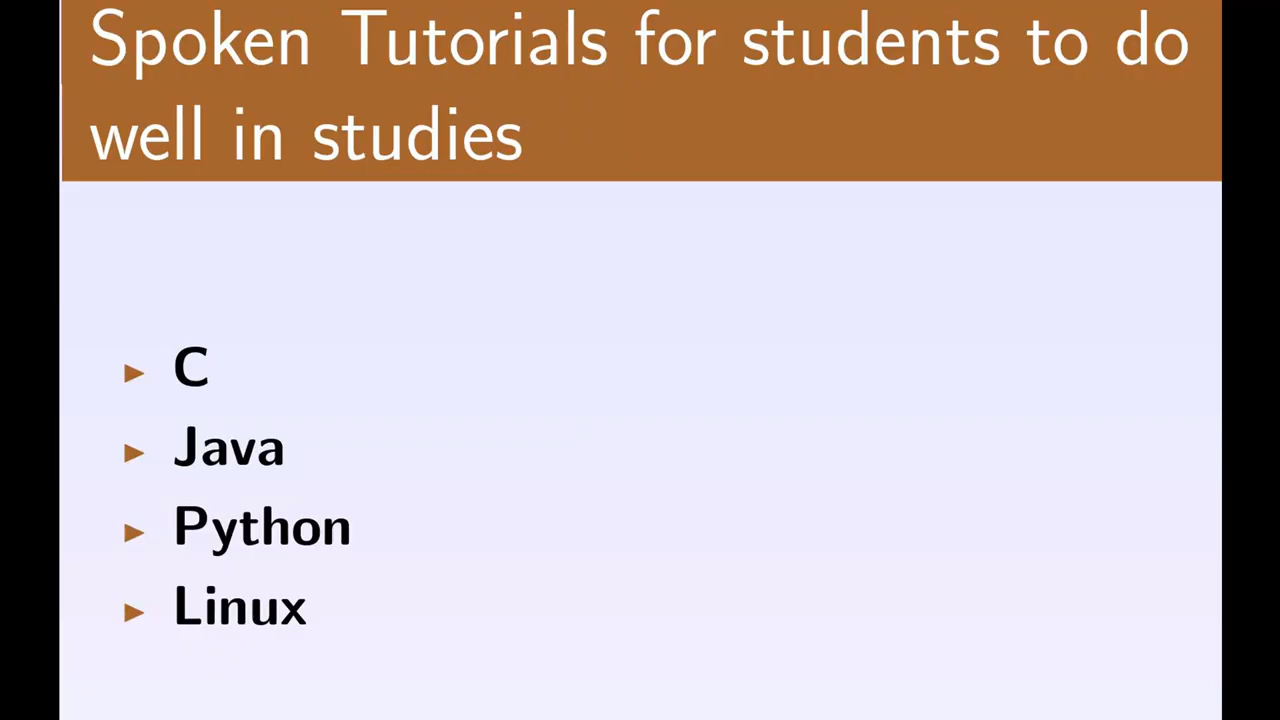 Spoken Tutorials for students to do
well in studies
C
Java
Python
Linux